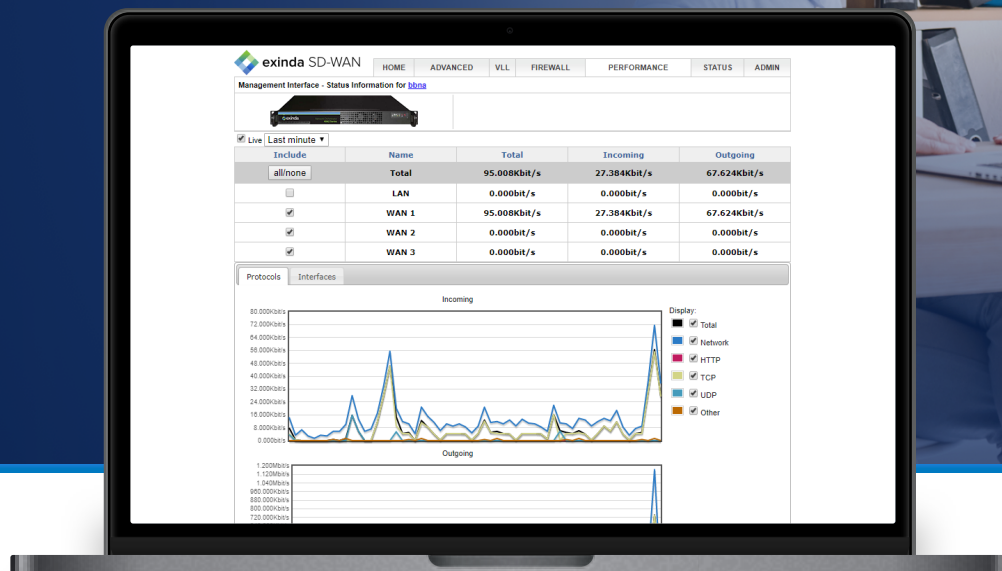 exinda SD-WAN
HOME ADVANCED VLL FIREWALL PERFORMANCE STATUS ADMIN
Management Interface - Status Information for bbna
exinda
Live Last minute
Include Name Total Incoming Outgoing
all/none Total 95.008Kbit/s 27.384Kbit/s 67.624Kbit/s
LAN 0.000bit/s 0.000bit/s 0.000bit/s
WAN 1 95.008Kbit/s 27.384Kbit/s 67.624Kbit/s
WAN 2 0.000bit/s 0.000bit/s 0.000bit/s
WAN 3 0.000bit/s 0.000bit/s 0.000bit/s
Protocols Interfaces
Incoming
80.000Kbit/s
72.000Kbit/s
64.000Kbit/s
56.000Kbit/s
48.000Kbit/s
40.000Kbit/s
32.000Kbit/s
24.000Kbit/s
16.000Kbit/s
8.000Kbit/s
0.000bit/s
Display:
Total
Network
HTTP
TCP
UDP
Other
Outgoing
1.200Mbit/s
1.120Mbit/s
1.040Mbit/s
960.000Kbit/s
880.000Kbit/s
800.000Kbit/s
720.000Kbit/s